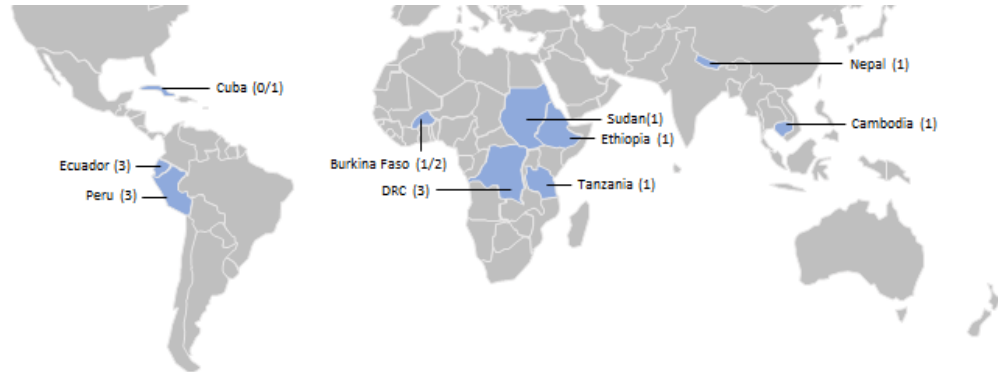 Nepal (1)
Cuba (0/1)
Sudan(1)
Cambodia (1)
Ethiopia (1)
Ecuador (3)
Burkina Faso (1/2)
Peru (3)
DRC (3)
Tanzania (1)